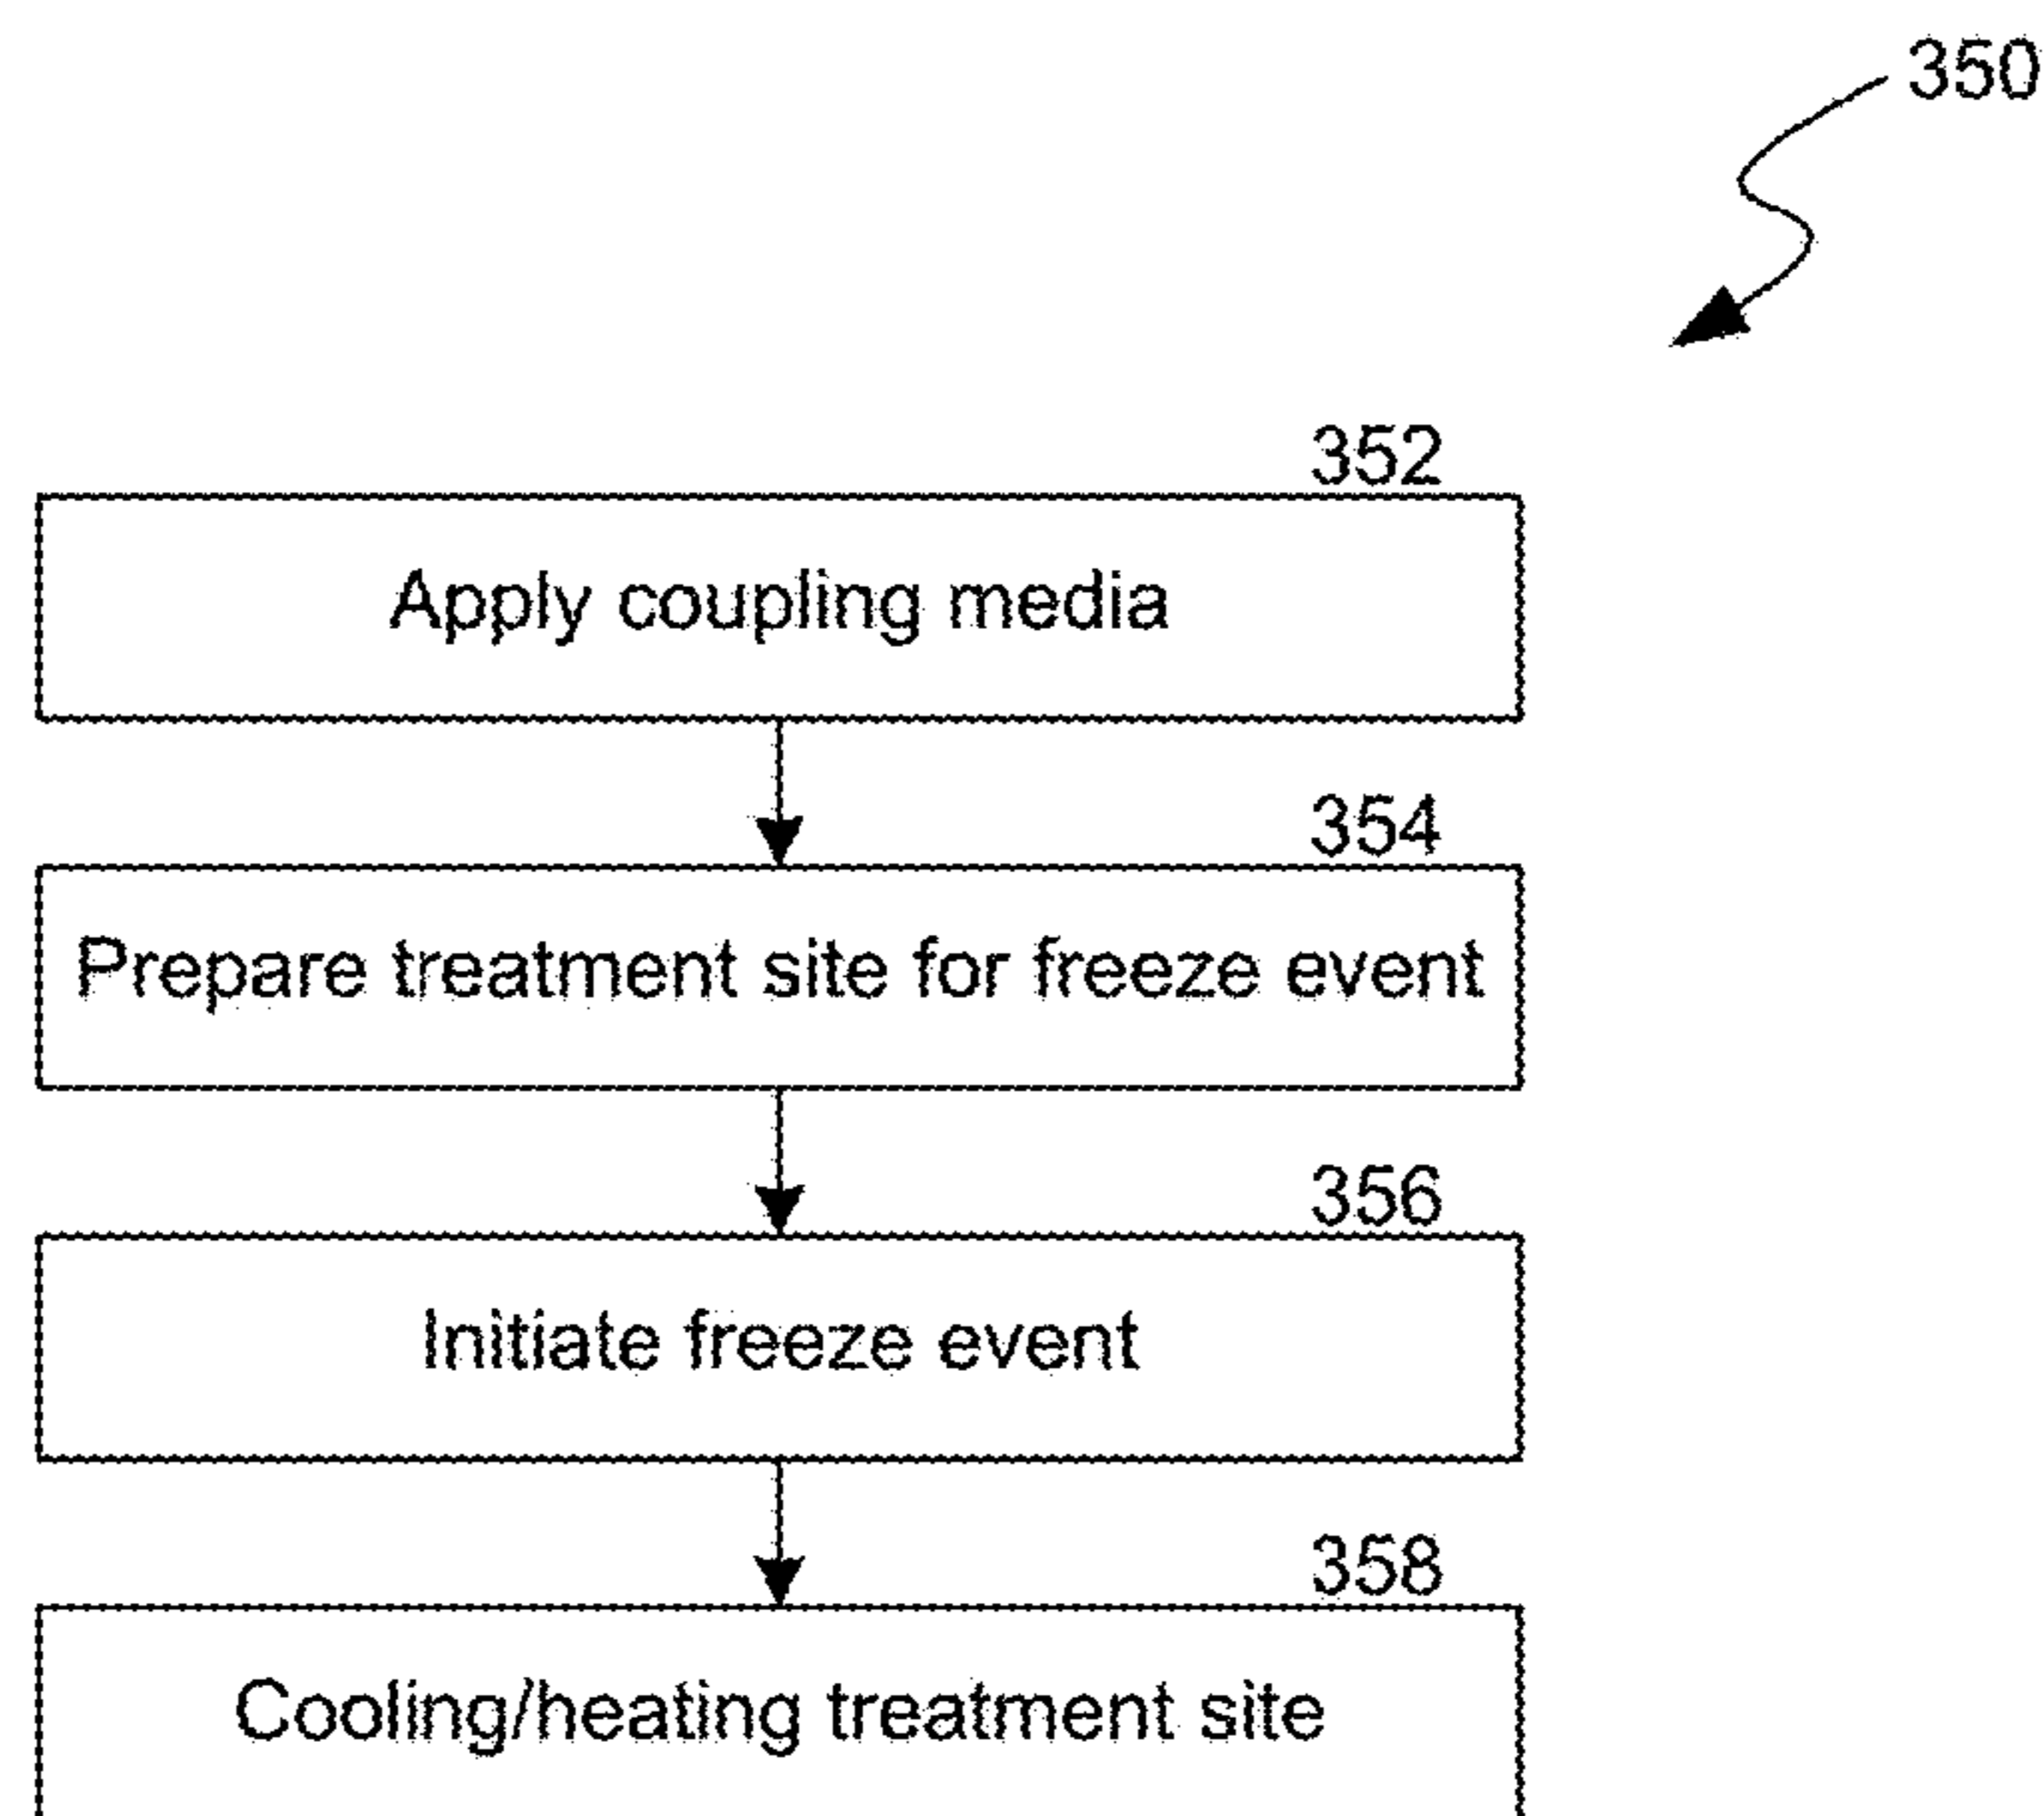 350
352
Apply coupling media
354
Prepare treatment site for freeze event
356
Initiate freeze event
358
Cooling/heating treatment site